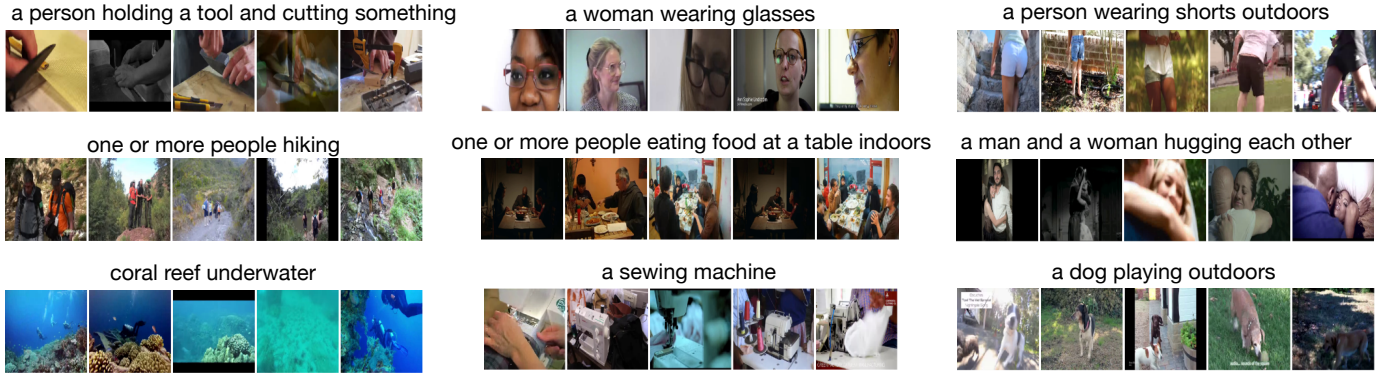 a person holding a tool and cutting something
a woman wearing glasses
a person wearing shorts outdoors
one or more people hiking
one or more people eating food at a table indoors
a man and a woman hugging each other
coral reef underwater
a sewing machine
a dog playing outdoors